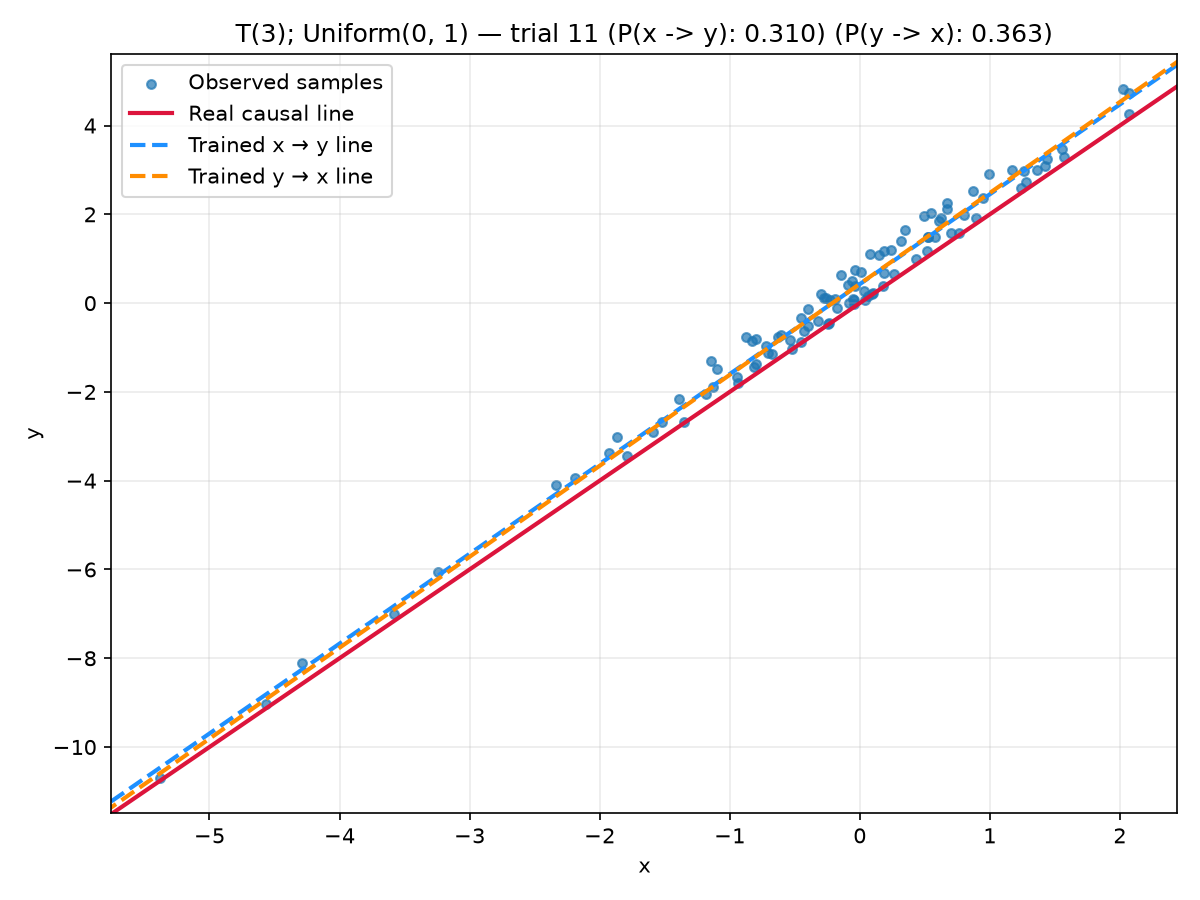 T(3); Uniform(0, 1) — trial 11 (P(x -> y): 0.310) (P(y -> x): 0.363)
Observed samples
Real causal line
Trained x → y line
Trained y → x line
4
2
0
−2
−4
−6
−8
−10
y
−5 −4 −3 −2 −1 0 1 2
x